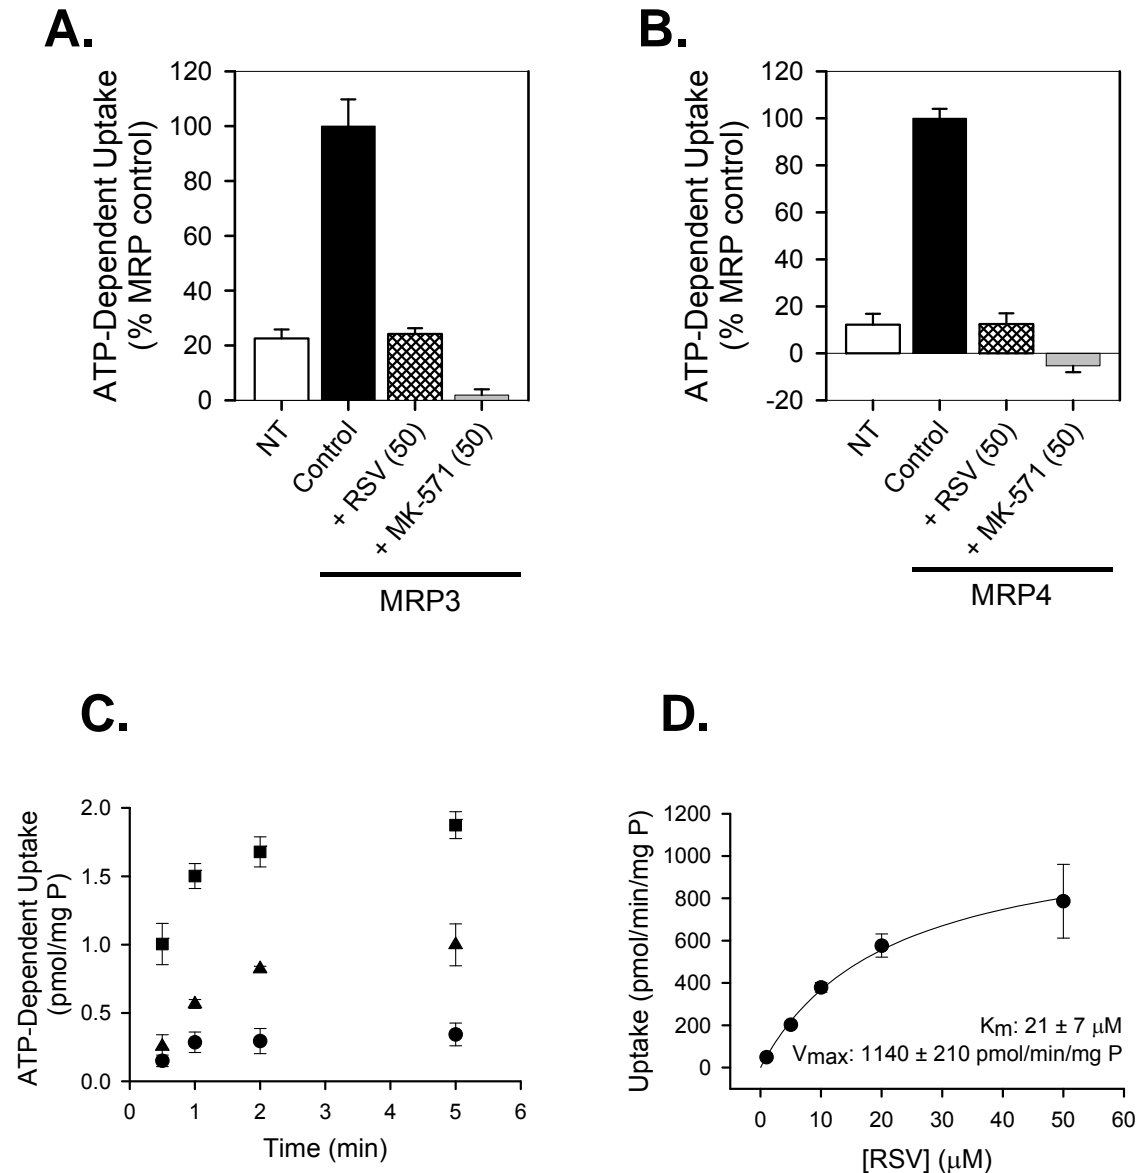 A.
ATP-Dependent Uptake
(% MRP control)
120
100
80
60
40
20
0
NT
Control
+ RSV (50)
+ MK-571 (50)
MRP3
B.
ATP-Dependent Uptake
(% MRP control
120
100
80
60
40
20
0
-20
NT
Control
+ RSV (50)
+ MK-571 (50)
MRP4
C.
ATP-Dependent Uptake
(pmol/mg P)
2.0
1.5
1.0
0.5
0.0
0 1 2 3 4 5 6
Time (min)
D.
Uptake (pmol/min/mg P)
1200
1000
800
600
400
200
0
Km: 21 ± 7 μM
Vmax: 1140 ± 210 pmol/min/mg P
0 10 20 30 40 50 60
[RSV] (μM)